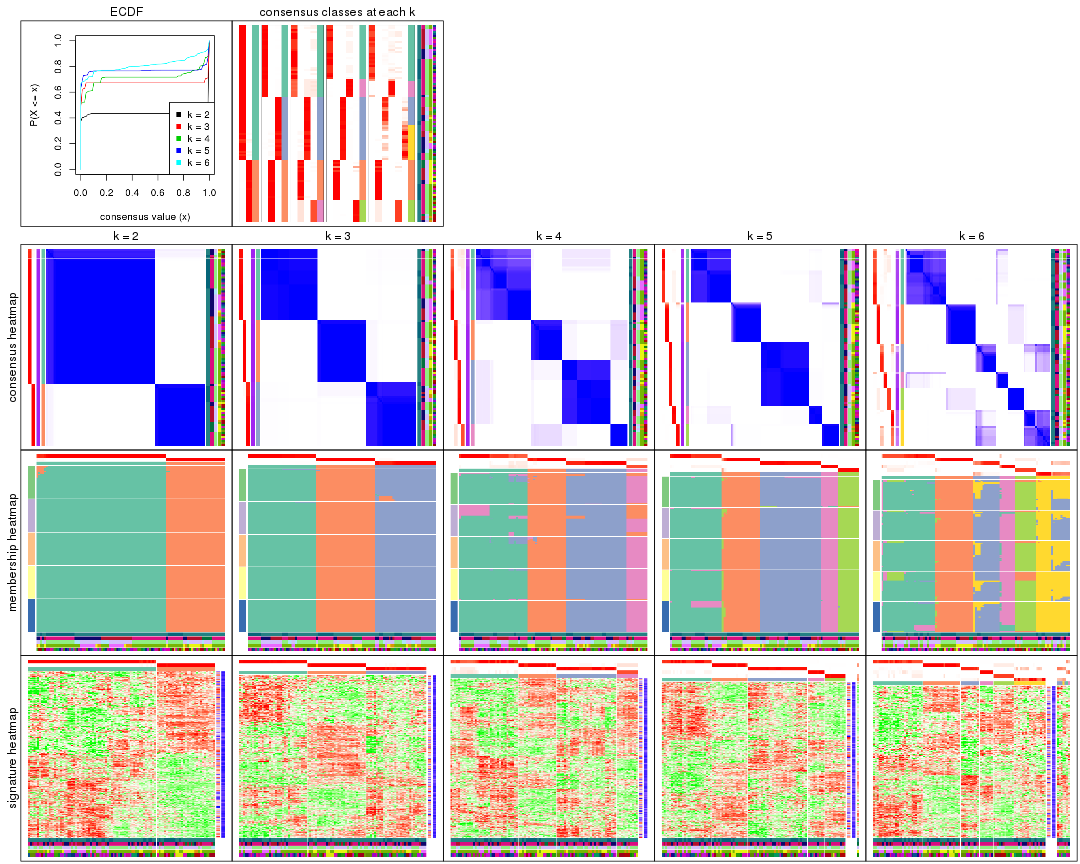 ECDF
consensus classes at each k
P(X <= x)
0.0
0.2
0.4
0.6
0.8
1.0
k = 2
k = 3
k = 4
k = 5
k = 6
0.0 0.2 0.4 0.6 0.8 1.0
consensus value (x)
k = 2
k = 3
k = 4
k = 5
k = 6
consensus heatmap
membership heatmap
signature heatmap